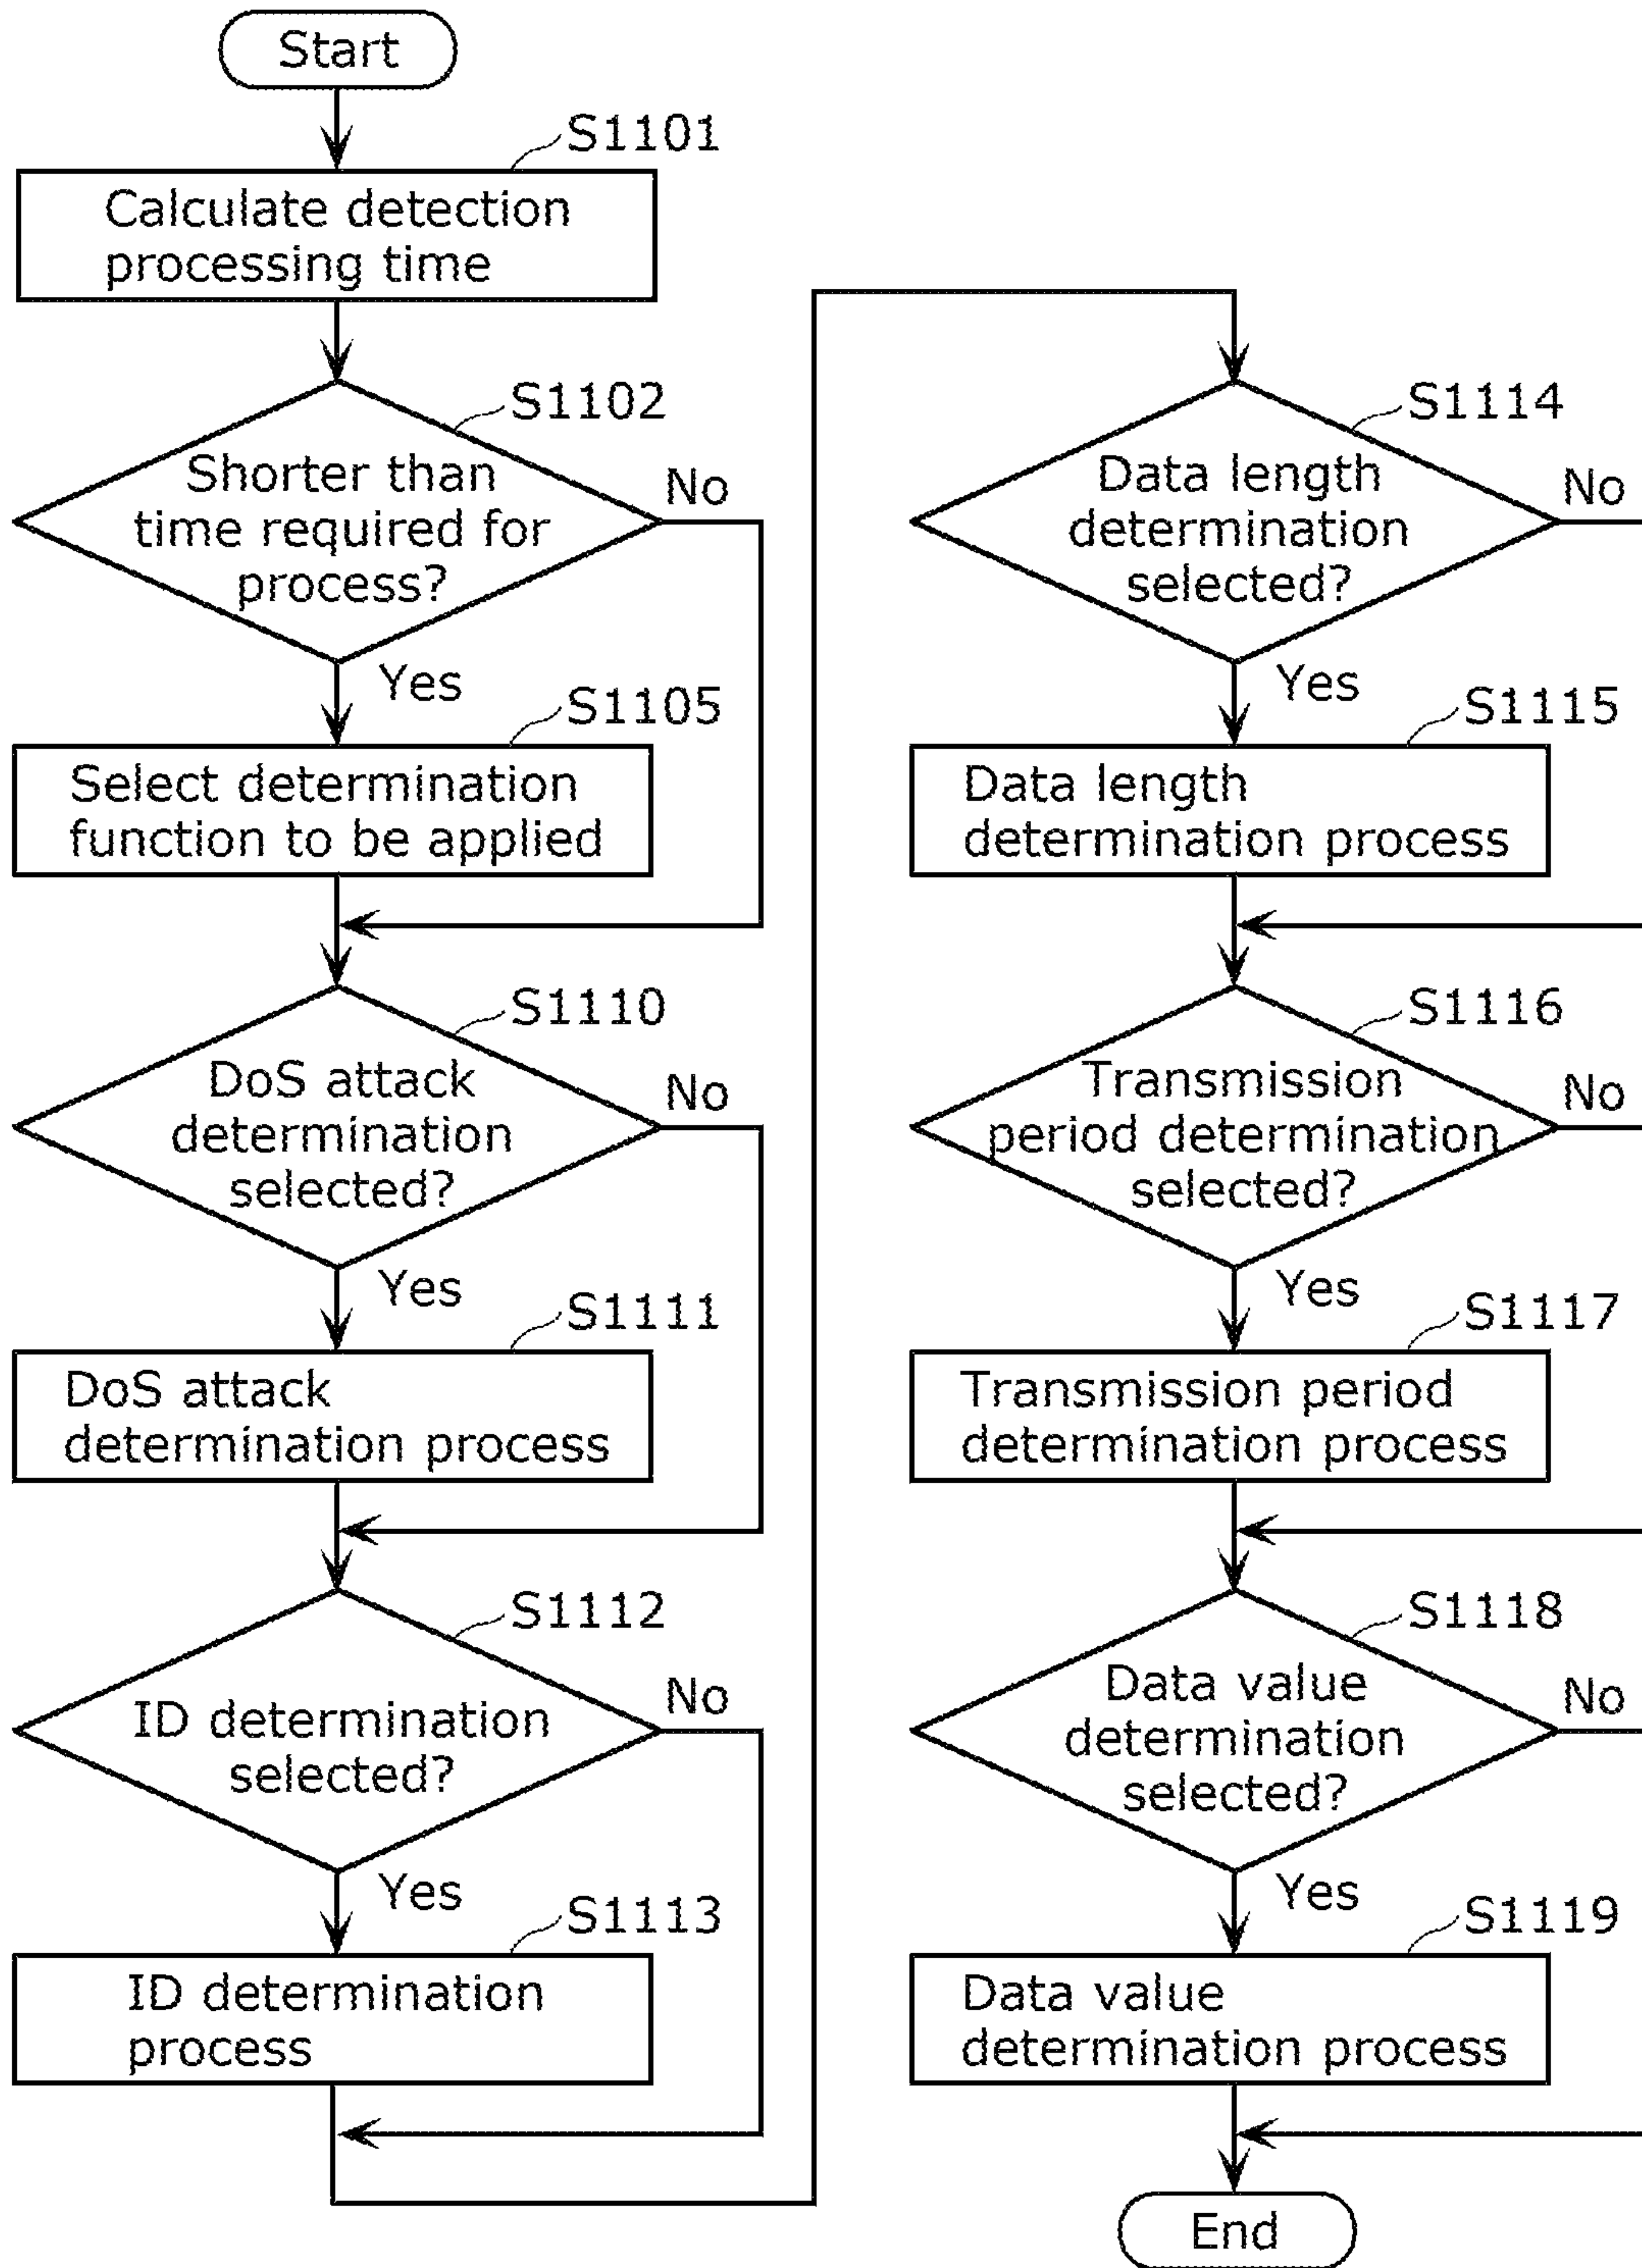 Start
S1101
Calculate detection
processing time
S1102
Shorter than
time required for
process?
No
Yes
S1105
Select determination
function to be applied
S1110
DoS attack
determination
selected?
No
Yes
S1111
DoS attack
determination process
S1112
ID determination
selected?
No
Yes
S1113
ID determination
process
S1114
Data length
determination
selected?
No
Yes
S1115
Data length
determination process
S1116
Transmission
period determination
selected?
No
Yes
S1117
Transmission period
determination process
S1118
Data value
determination
selected?
No
Yes
S1119
Data value
determination process
End